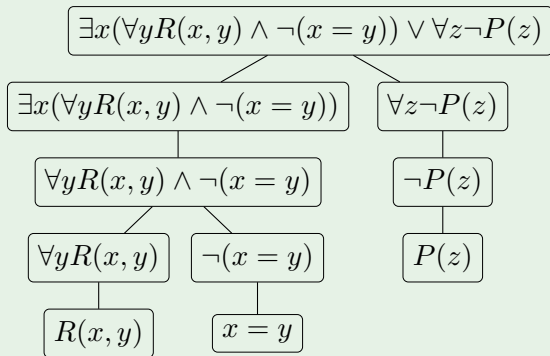 ∃x(∀yR(x, y) ∧ ¬(x = y)) ∨ ∀z¬P(z)
∃x(∀yR(x, y) ∧ ¬(x = y)) ∀z¬P(z)
∀yR(x, y) ∧ ¬(x = y) ¬P(z)
∀yR(x, y) ¬(x = y) P(z)
R(x, y) x = y